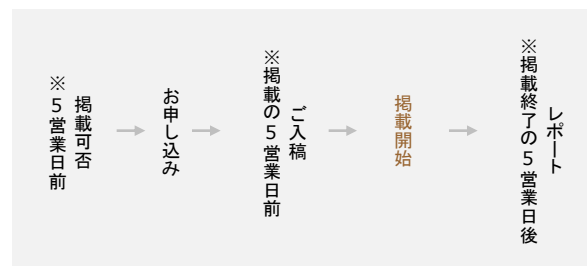 掲載可否
※5営業日前
お申し込み
ご入稿
※掲載の5営業日前
掲載開始
レポート
※掲載終了の5営業日後